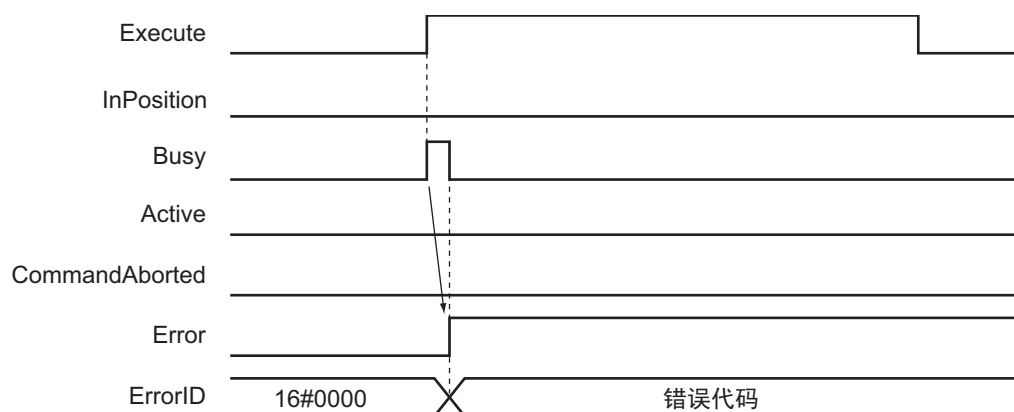 Execute
InPosition
Busy
Active
CommandAborted
Error
ErrorID 16#0000 错误代码